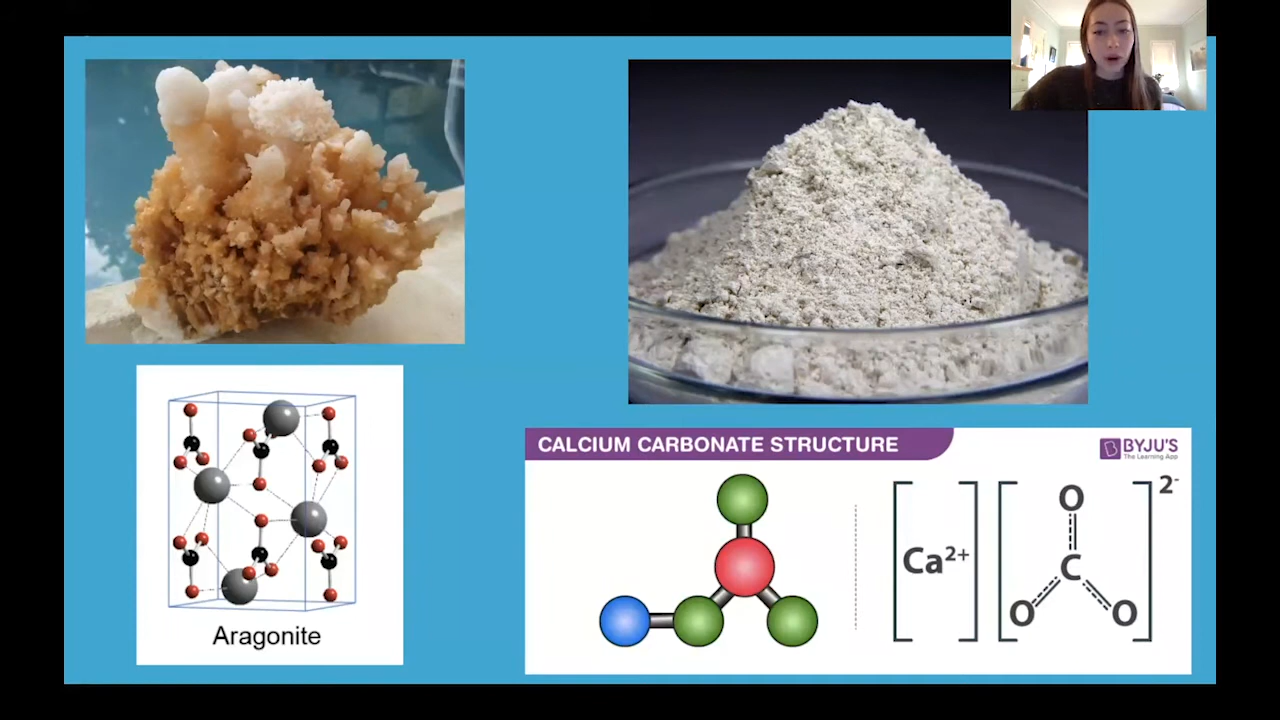 CALCIUM CARBONATE STRUCTURE
BYJU'S
The Learning App
Aragonite
Ca²⁺
O
C
O
O
2-